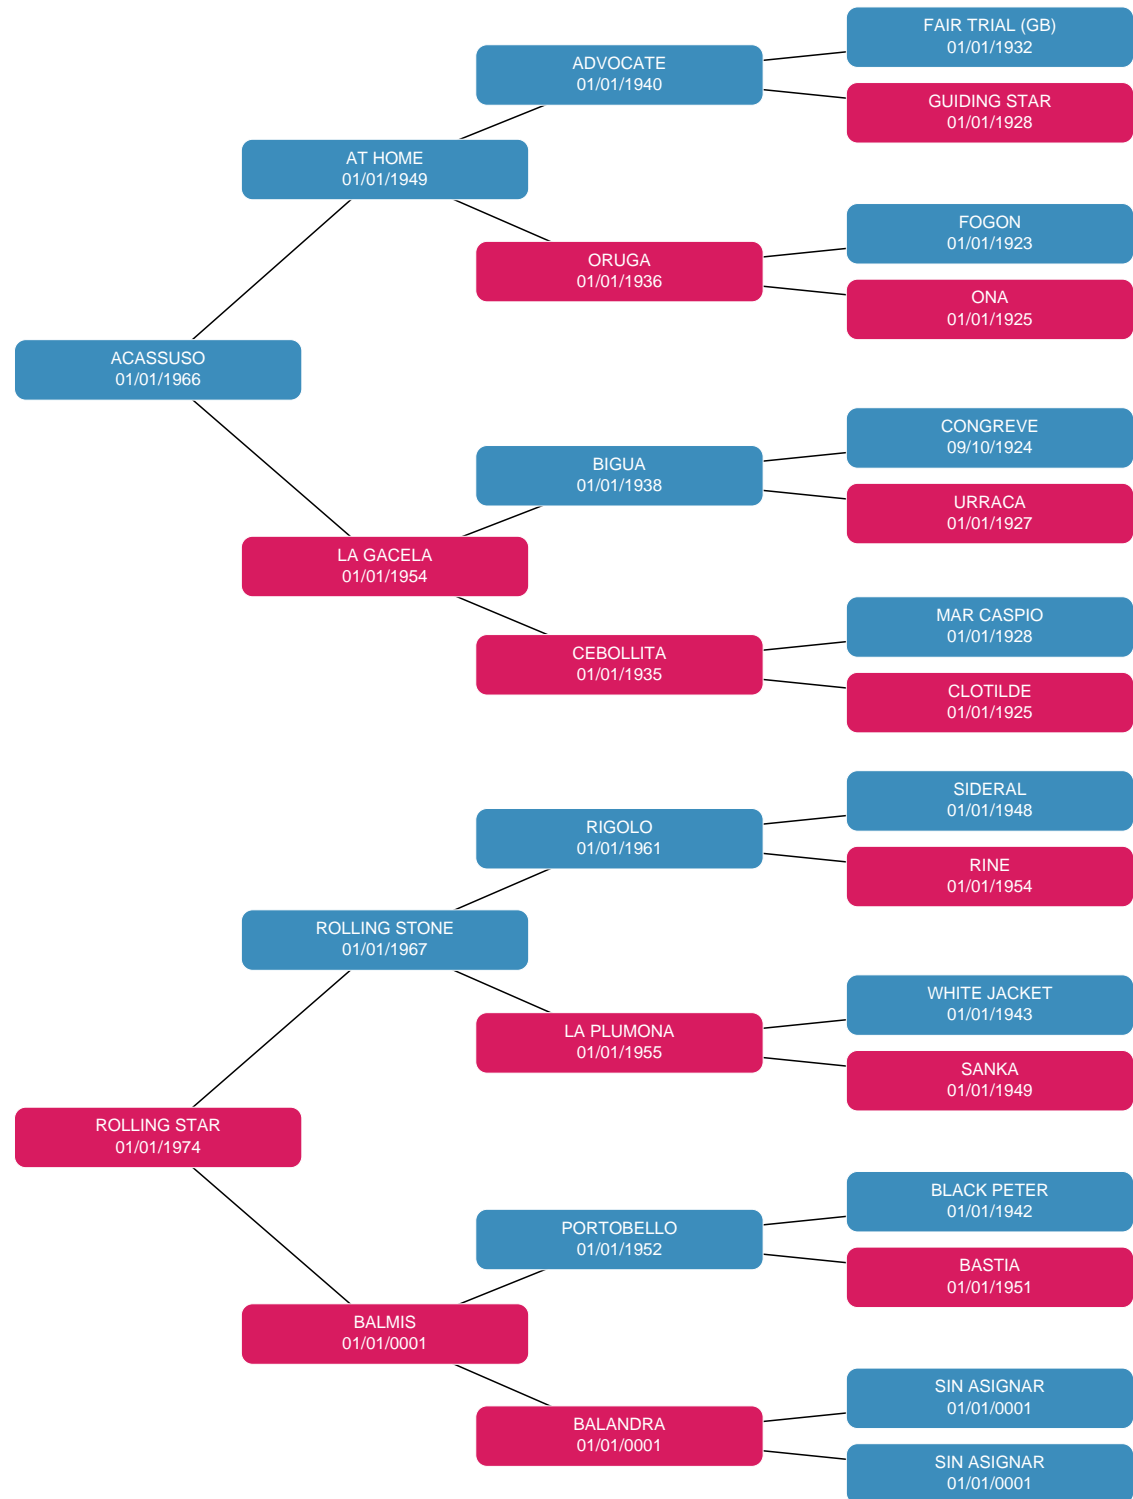 FAIR TRIAL (GB)
01/01/1932
ADVOCATE
01/01/1940
GUIDING STAR
01/01/1928
AT HOME
01/01/1949
FOGON
01/01/1923
ORUGA
01/01/1936
ONA
01/01/1925
ACASSUSO
01/01/1966
CONGREVE
09/10/1924
BIGUA
01/01/1938
URRACA
01/01/1927
LA GACELA
01/01/1954
MAR CASPIO
01/01/1928
CEBOLLITA
01/01/1935
CLOTILDE
01/01/1925
SIDERAL
01/01/1948
RIGOLO
01/01/1961
RINE
01/01/1954
ROLLING STONE
01/01/1967
WHITE JACKET
01/01/1943
LA PLUMONA
01/01/1955
SANKA
01/01/1949
ROLLING STAR
01/01/1974
BLACK PETER
01/01/1942
PORTOBELLO
01/01/1952
BASTIA
01/01/1951
BALMIS
01/01/0001
SIN ASIGNAR
01/01/0001
BALANDRA
01/01/0001
SIN ASIGNAR
01/01/0001